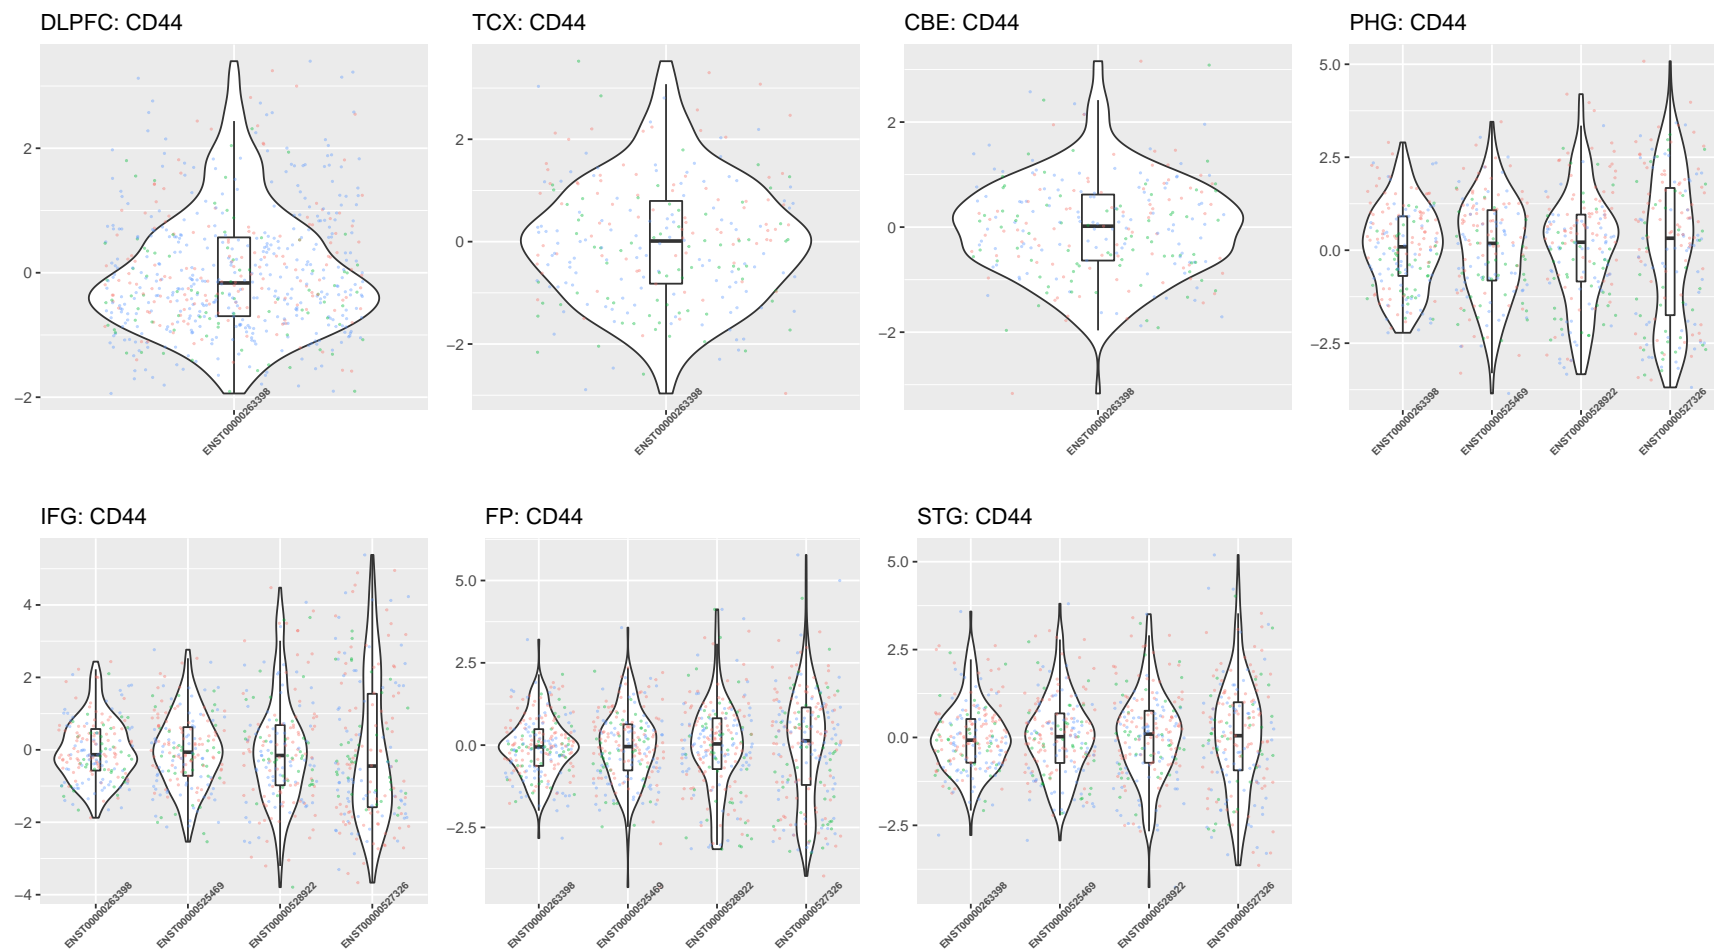 DLPFC: CD44
TCX: CD44
CBE: CD44
PHG: CD44
2
0
−2
ENST00000263398
2
0
−2
ENST00000263398
2
0
−2
ENST00000263398
5.0
2.5
0.0
−2.5
ENST00000263398
ENST00000525469
ENST00000528922
ENST00000527326
IFG: CD44
FP: CD44
STG: CD44
4
2
0
−2
−4
ENST00000263398
ENST00000525469
ENST00000528922
ENST00000527326
5.0
2.5
0.0
−2.5
ENST00000263398
ENST00000525469
ENST00000528922
ENST00000527326
5.0
2.5
0.0
−2.5
ENST00000263398
ENST00000525469
ENST00000528922
ENST00000527326